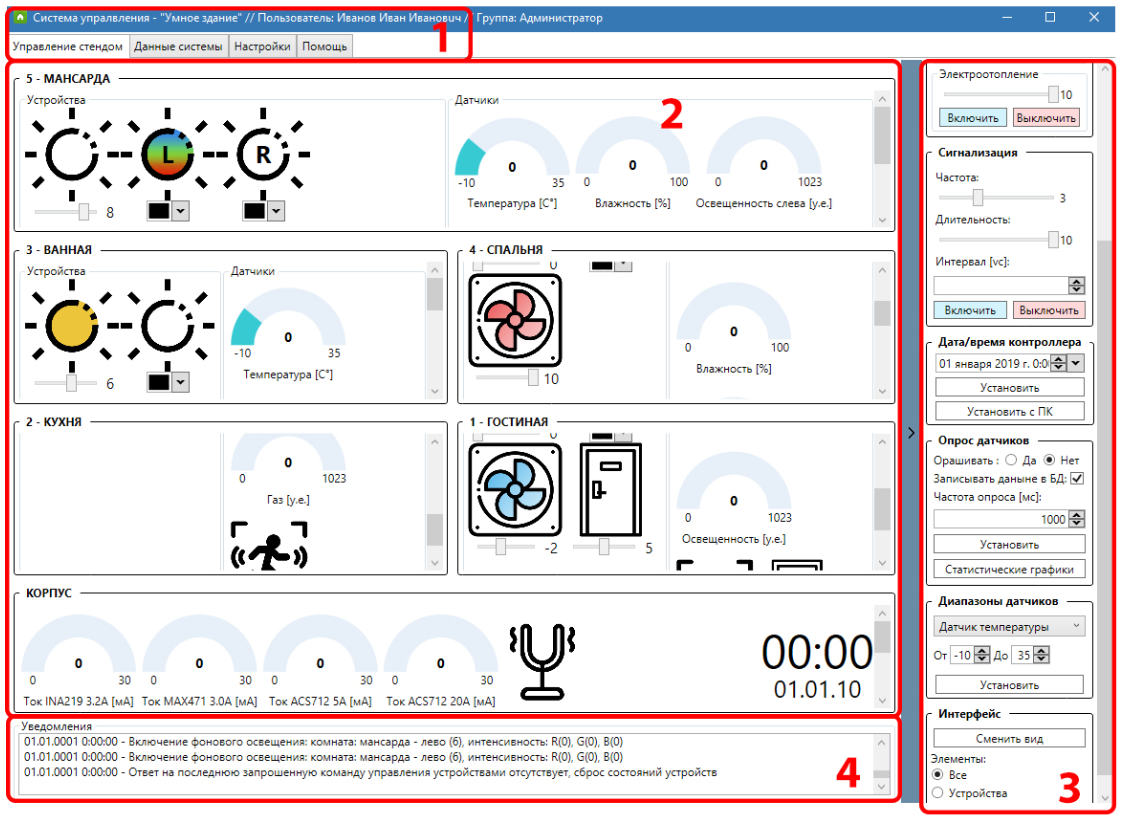 Система упраявления - "Умное здание" // Пользователь: Иванов Иван Иванович // Группа: Администратор
Управление стендом Данные системы Настройки Помощь
1
5 - МАНСАРДА
Устройства
L
R
8
Датчики
2
0
-10 35
Температура [C°]
0
0 100
Влажность [%]
0
0 1023
Освещенность слева [у.е.]
3 - ВАННАЯ
Устройства
6
Датчики
0
-10 35
Температура [C°]
4 - СПАЛЬНЯ
0
10
0
0 100
Влажность [%]
2 - КУХНЯ
0
0 1023
Газ [у.е.]
1 - ГОСТИНАЯ
0
-2
5
0
0 1023
Освещенность [у.е.]
КОРПУС
0
0 30
Ток INA219 3.2A [мА]
0
0 30
Ток MAX471 3.0A [мА]
0
0 30
Ток ACS712 5A [мА]
0
0 30
Ток ACS712 20A [мА]
00:00
01.01.10
Уведомления
01.01.0001 0:00:00 - Включение фонового освещения: комната: мансарда - лево (6), интенсивность: R(0), G(0), B(0)
01.01.0001 0:00:00 - Включение фонового освещения: комната: мансарда - лево (6), интенсивность: R(0), G(0), B(0)
01.01.0001 0:00:00 - Ответ на последнюю запрошенную команду управления устройствами отсутствует, сброс состояний устройств
4
Электроотопление
10
Включить Выключить
Сигнализация
Частота:
3
Длительность:
10
Интервал [vc]:
Включить Выключить
Дата/время контроллера
01 января 2019 г. 0:0
Установить
Установить с ПК
Опрос датчиков
Орашивать : Да Нет
Записывать даныне в БД:
Частота опроса [мс]:
1000
Установить
Статистические графики
Диапазоны датчиков
Датчик температуры
От -10 До 35
Установить
Интерфейс
Сменить вид
Элементы:
Все
Устройства
3